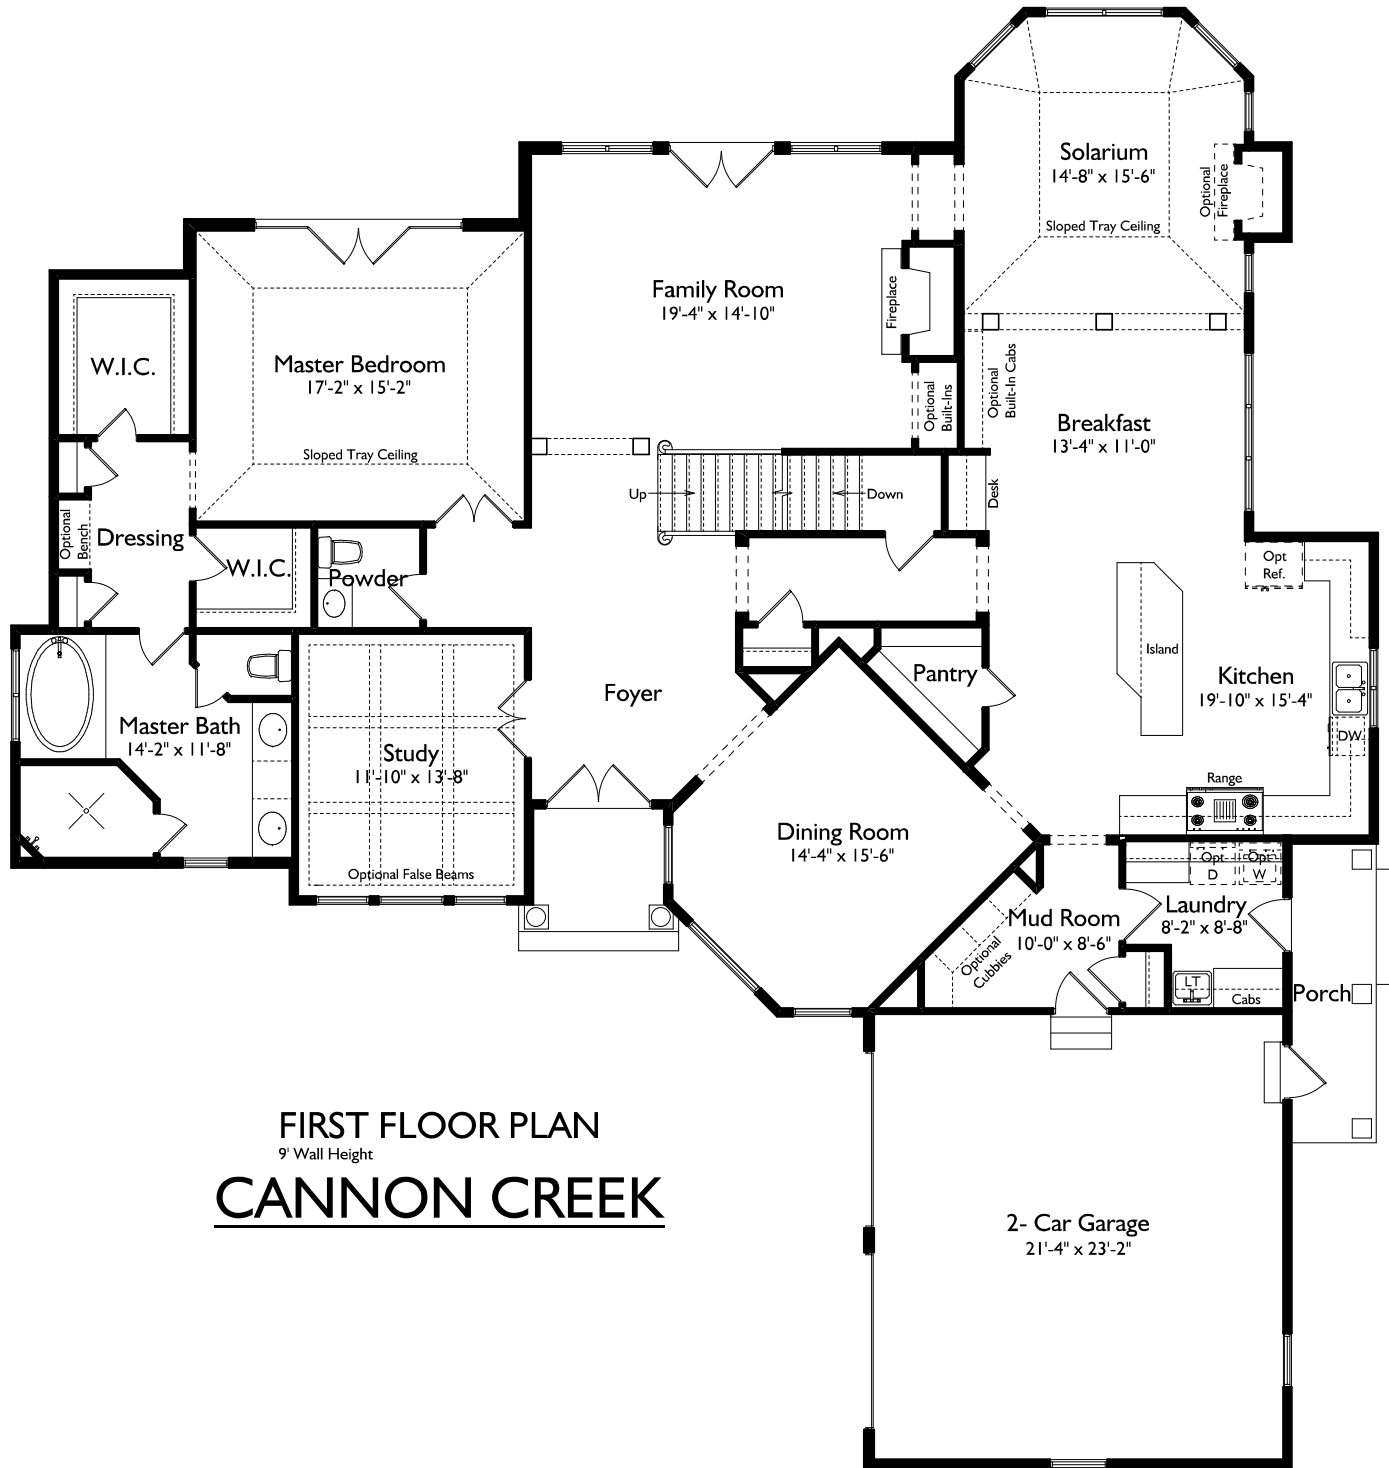 Solarium
14'-8" x 15'-6"
Optional
Fireplace
Sloped Tray Ceiling
Family Room
19'-4" x 14'-10"
Fireplace
Master Bedroom
17'-2" x 15'-2"
W.I.C.
Optional
Built-In Cabs
Optional
Built-Ins
Breakfast
13'-4" x 11'-0"
Sloped Tray Ceiling
Up
Down
Desk
Optional
Bench
Dressing
W.I.C.
Powder
Opt
Ref.
Island
Pantry
Kitchen
19'-10" x 15'-4"
Foyer
Master Bath
14'-2" x 11'-8"
Study
11'-10" x 13'-8"
DW.
Range
Dining Room
14'-4" x 15'-6"
Optional False Beams
Opt
D
Opt
W
Mud Room
10'-0" x 8'-6"
Laundry
8'-2" x 8'-8"
Optional
Cubbies
LT
Cabs
Porch
FIRST FLOOR PLAN
9' Wall Height
CANNON CREEK
2- Car Garage
21'-4" x 23'-2"